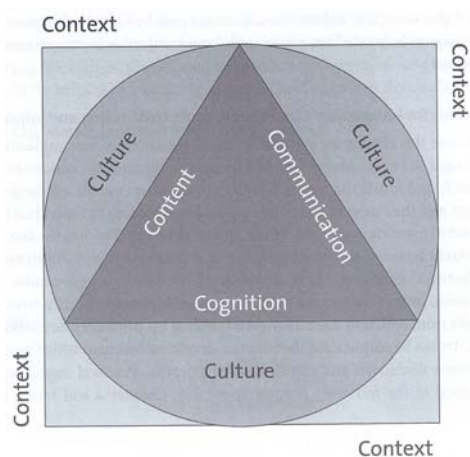 Context
Context
Culture
Culture
Content
Communication
Cognition
Culture
Context
Context